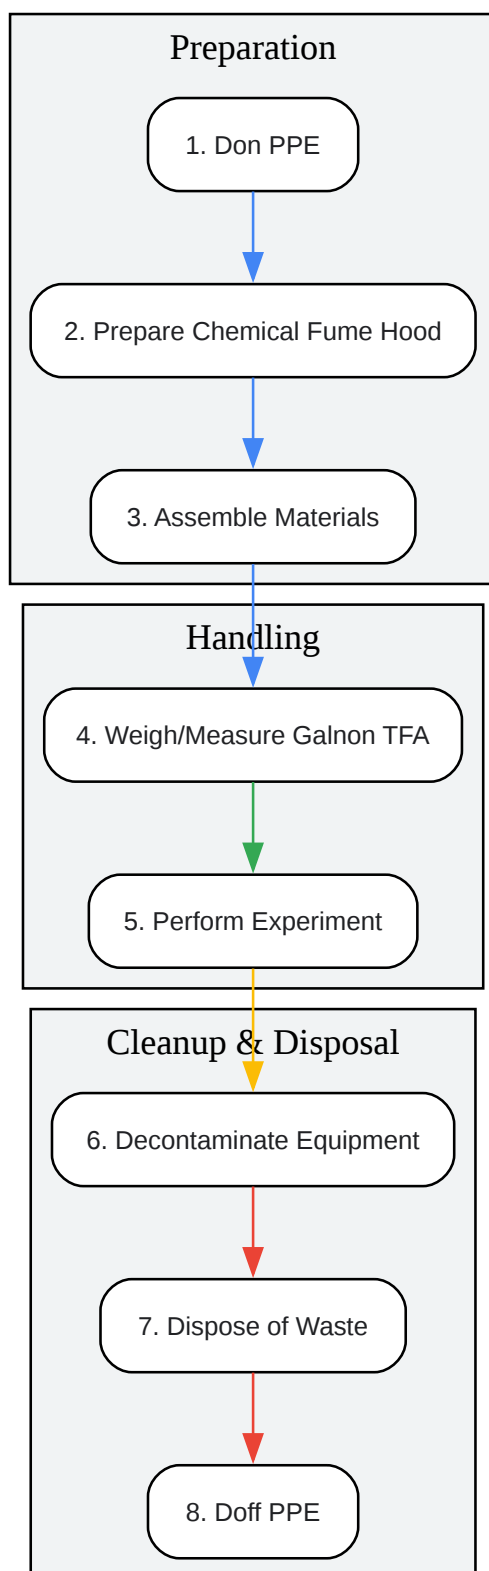 Preparation
1. Don PPE
2. Prepare Chemical Fume Hood
3. Assemble Materials
Handling
4. Weigh/Measure Galnon TFA
5. Perform Experiment
Cleanup & Disposal
6. Decontaminate Equipment
7. Dispose of Waste
8. Doff PPE